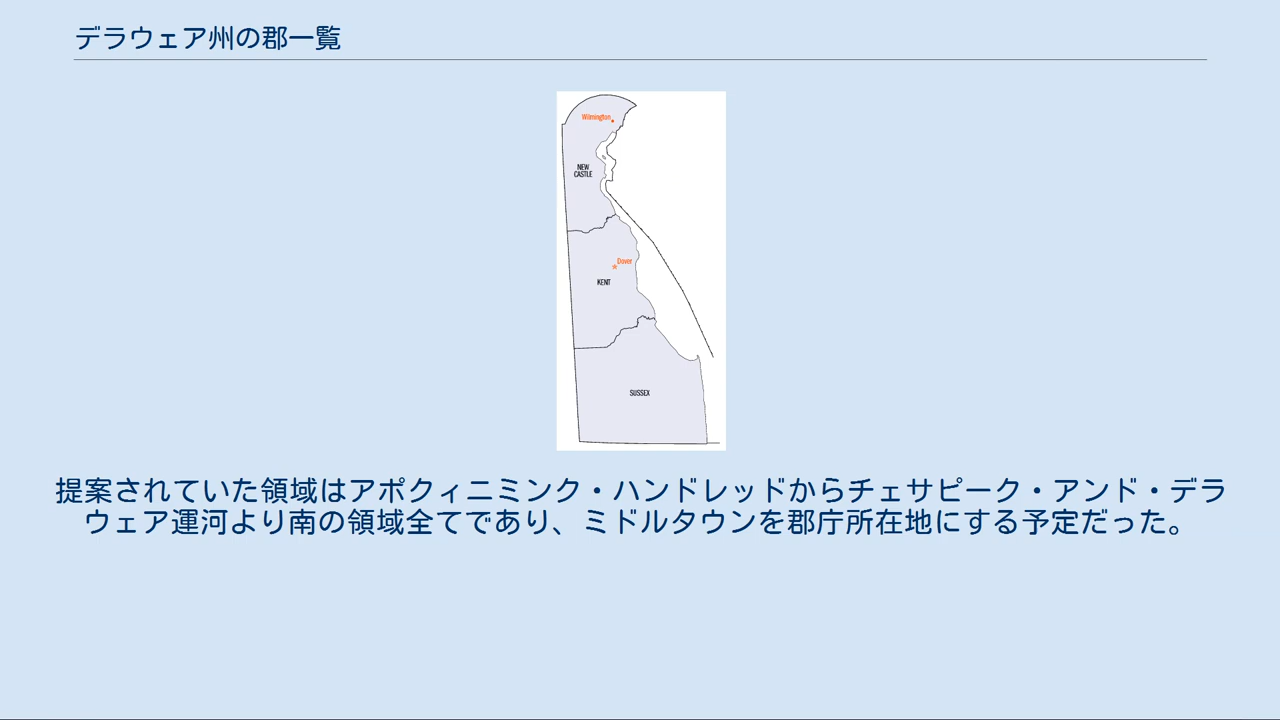 デラウェア州の郡一覧
Wilmington
NEW
CASTLE
Dover
KENT
SUSSEX
提案されていた領域はアポクィニミンク・ハンドレッドからチェサピーク・アンド・デラ
ウェア運河より南の領域全てであり、ミドルタウンを郡庁所在地にする予定だった。